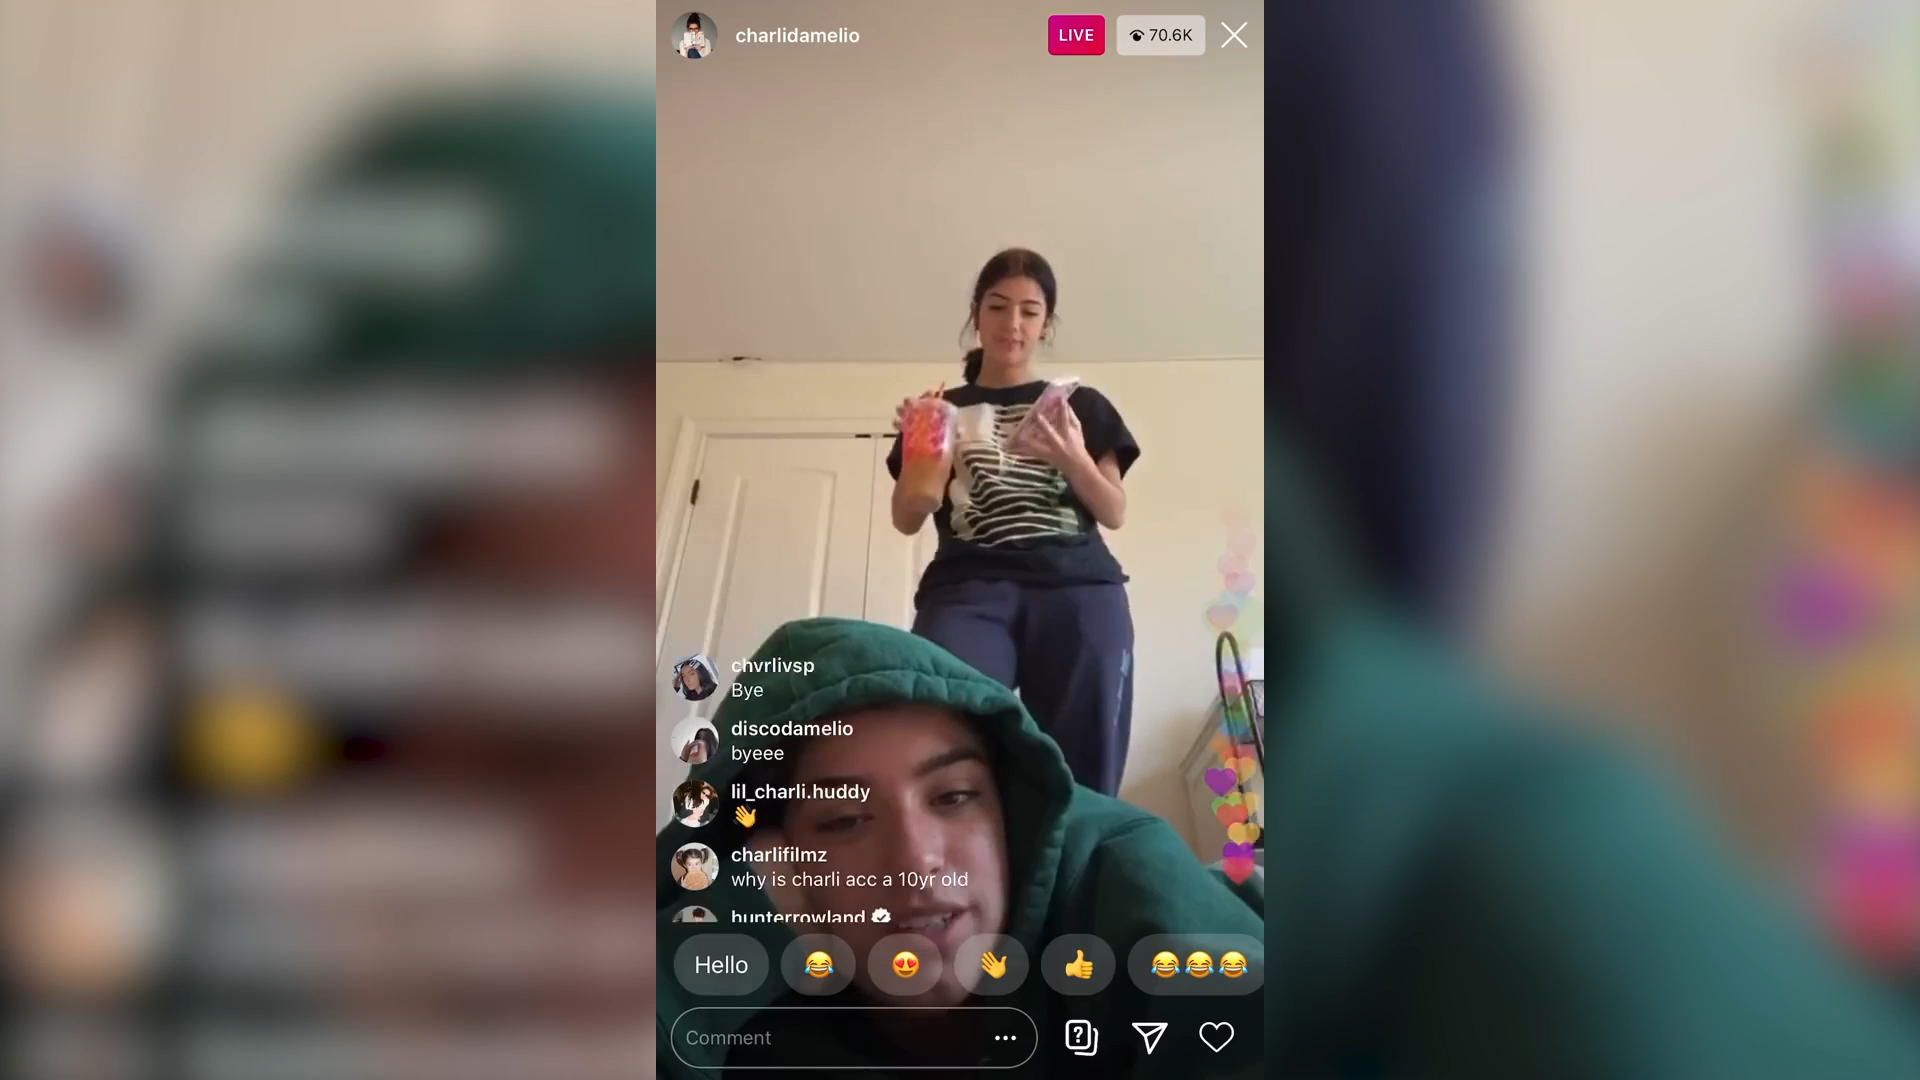 charlidamelio
LIVE
70.6K
chvrlivsp
Bye
discodamelio
byeee
lil_charli.huddy
👋
charlifilmz
why is charli acc a 10yr old
hunterrowland
Hello
😂
😍
👋
👍
😂😂😂
Comment